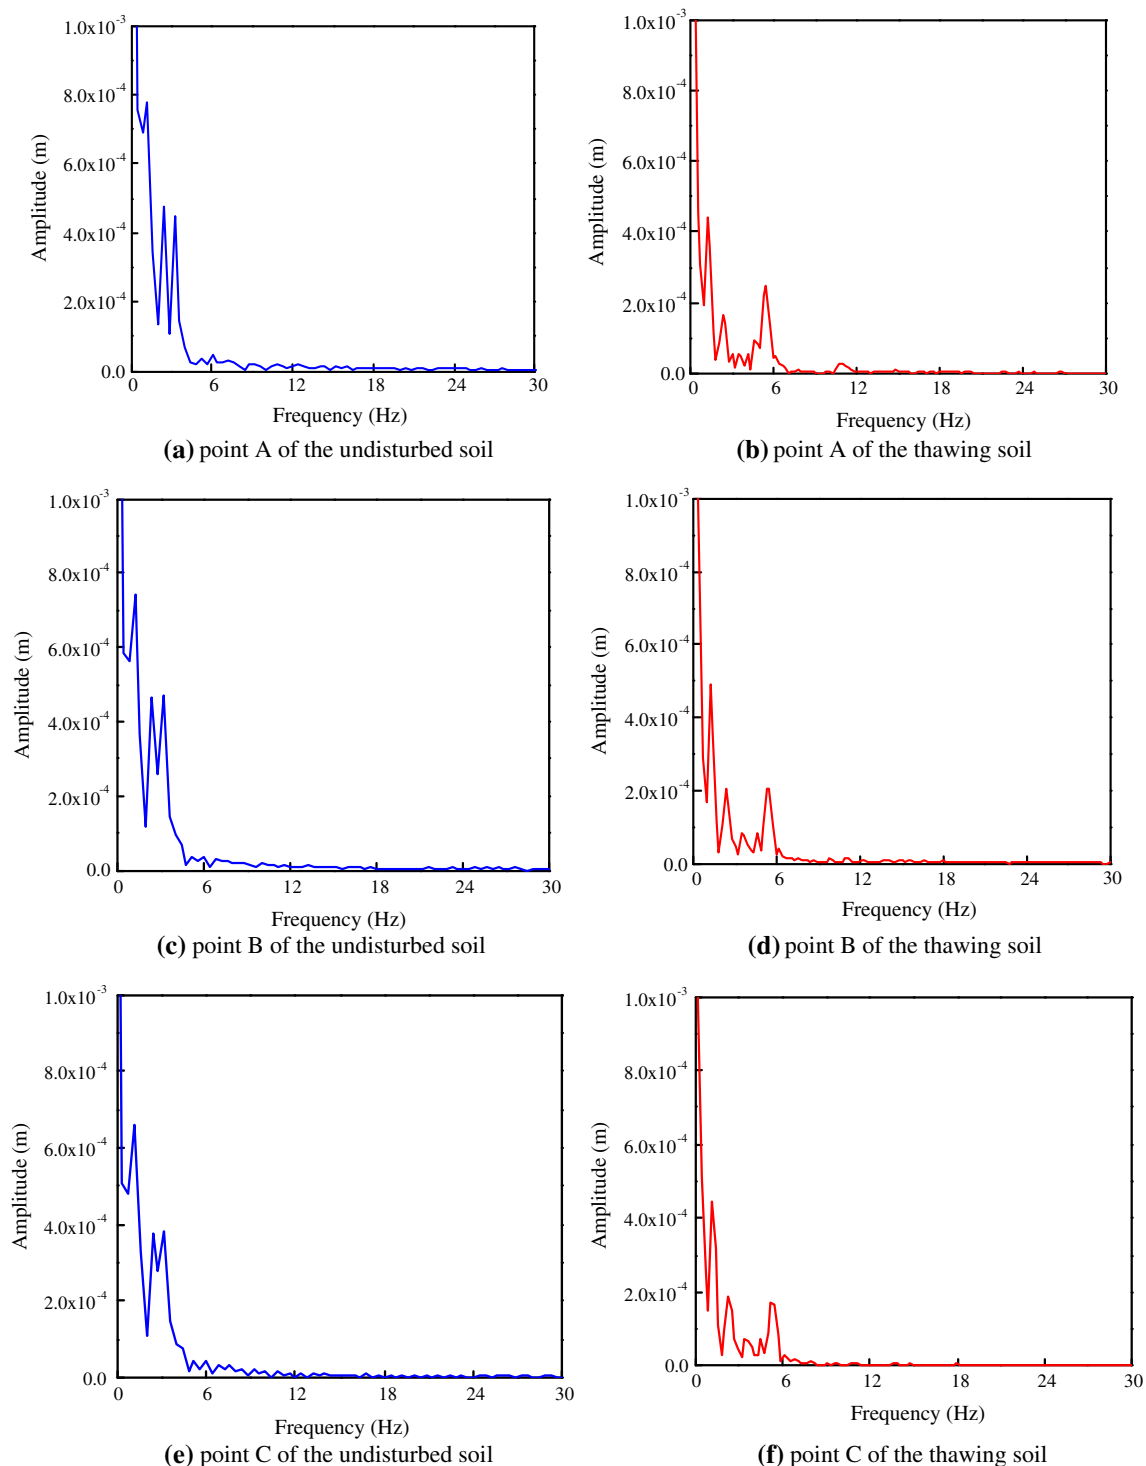 1.0x10-3
8.0x10-4
6.0x10-4
4.0x10-4
2.0x10-4
0.0
0 6 12 18 24 30
Amplitude (m)
Frequency (Hz)
(a) point A of the undisturbed soil
1.0x10-3
8.0x10-4
6.0x10-4
4.0x10-4
2.0x10-4
0.0
0 6 12 18 24 30
Amplitude (m)
Frequency (Hz)
(b) point A of the thawing soil
1.0x10-3
8.0x10-4
6.0x10-4
4.0x10-4
2.0x10-4
0.0
0 6 12 18 24 30
Amplitude (m)
Frequency (Hz)
(c) point B of the undisturbed soil
1.0x10-3
8.0x10-4
6.0x10-4
4.0x10-4
2.0x10-4
0.0
0 6 12 18 24 30
Amplitude (m)
Frequency (Hz)
(d) point B of the thawing soil
1.0x10-3
8.0x10-4
6.0x10-4
4.0x10-4
2.0x10-4
0.0
0 6 12 18 24 30
Amplitude (m)
Frequency (Hz)
(e) point C of the undisturbed soil
1.0x10-3
8.0x10-4
6.0x10-4
4.0x10-4
2.0x10-4
0.0
0 6 12 18 24 30
Amplitude (m)
Frequency (Hz)
(f) point C of the thawing soil